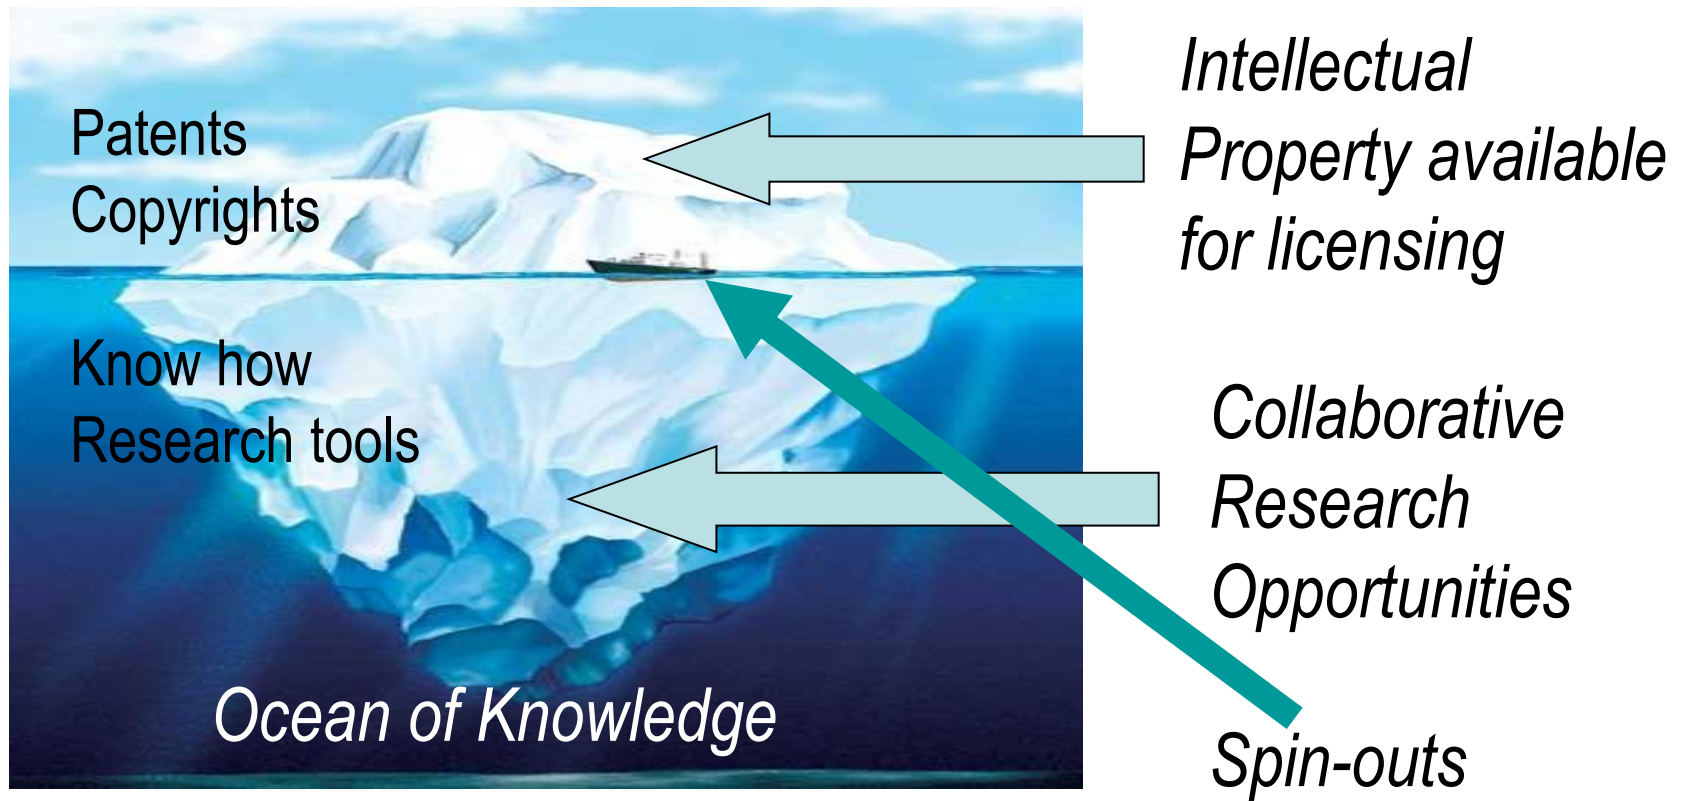 Patents
Copyrights
Know how
Research tools
Ocean of Knowledge
Intellectual
Property available
for licensing
Collaborative
Research
Opportunities
Spin-outs